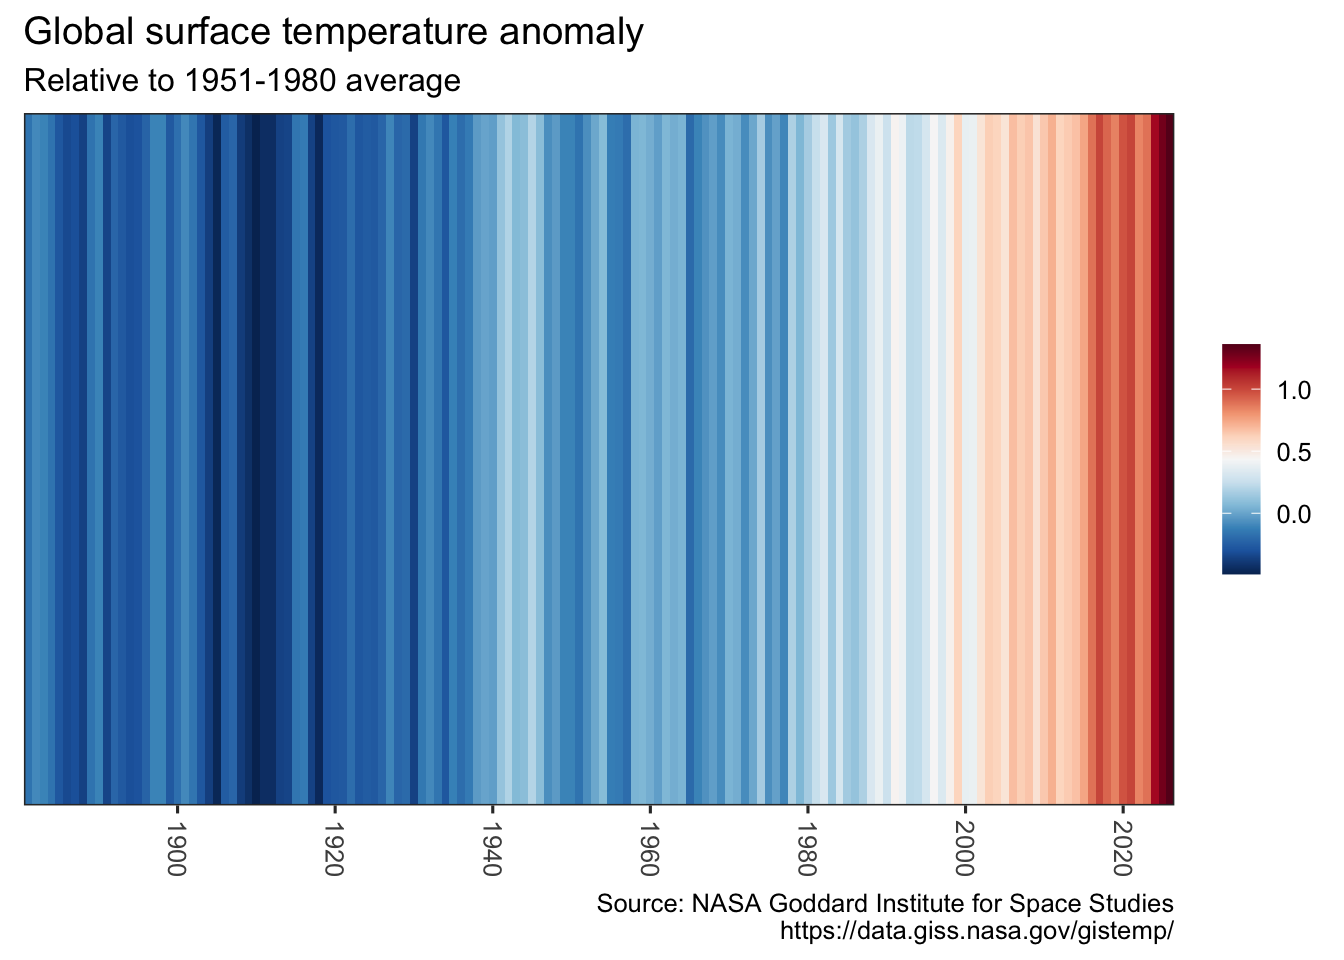 Global surface temperature anomaly
Relative to 1951-1980 average
1.0
0.5
0.0
1900
1920
1940
1960
1980
2000
2020
Source: NASA Goddard Institute for Space Studies
https://data.giss.nasa.gov/gistemp/